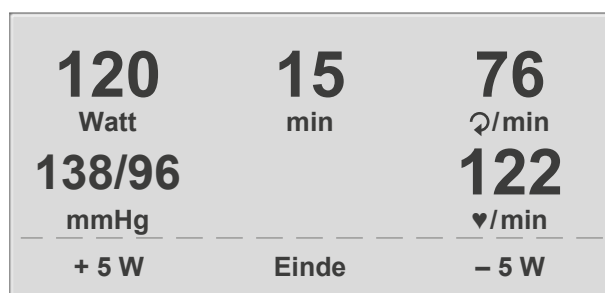 120 15 76
Watt min /min
138/96 122
mmHg ♥/min
+ 5 W Einde – 5 W